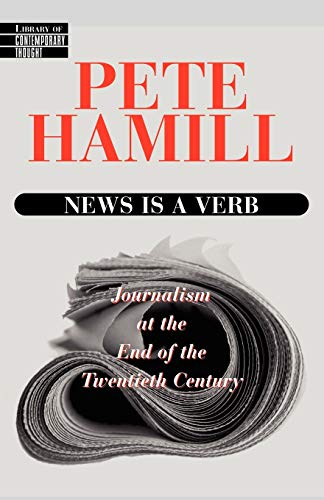 LIBRARY OF
CONTEMPORARY
THOUGHT
PETE
HAMILL
NEWS IS A VERB
Journalism
at the
End of the
Twentieth Century